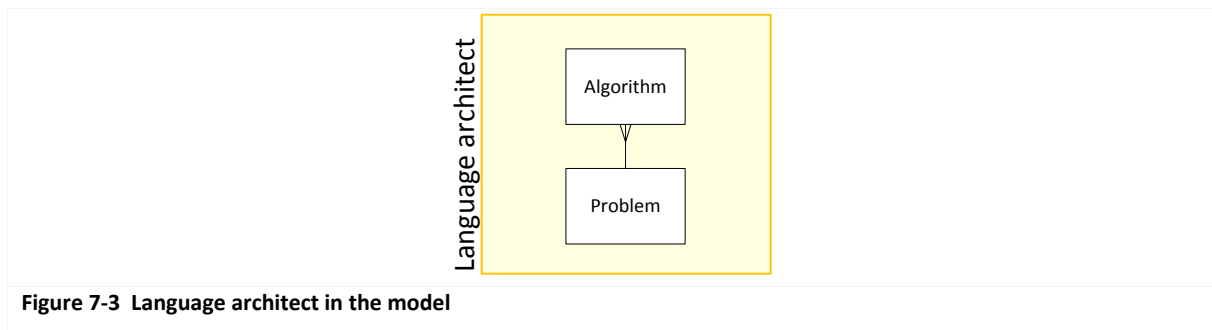 Language architect
Algorithm
Problem
Figure 7-3 Language architect in the model